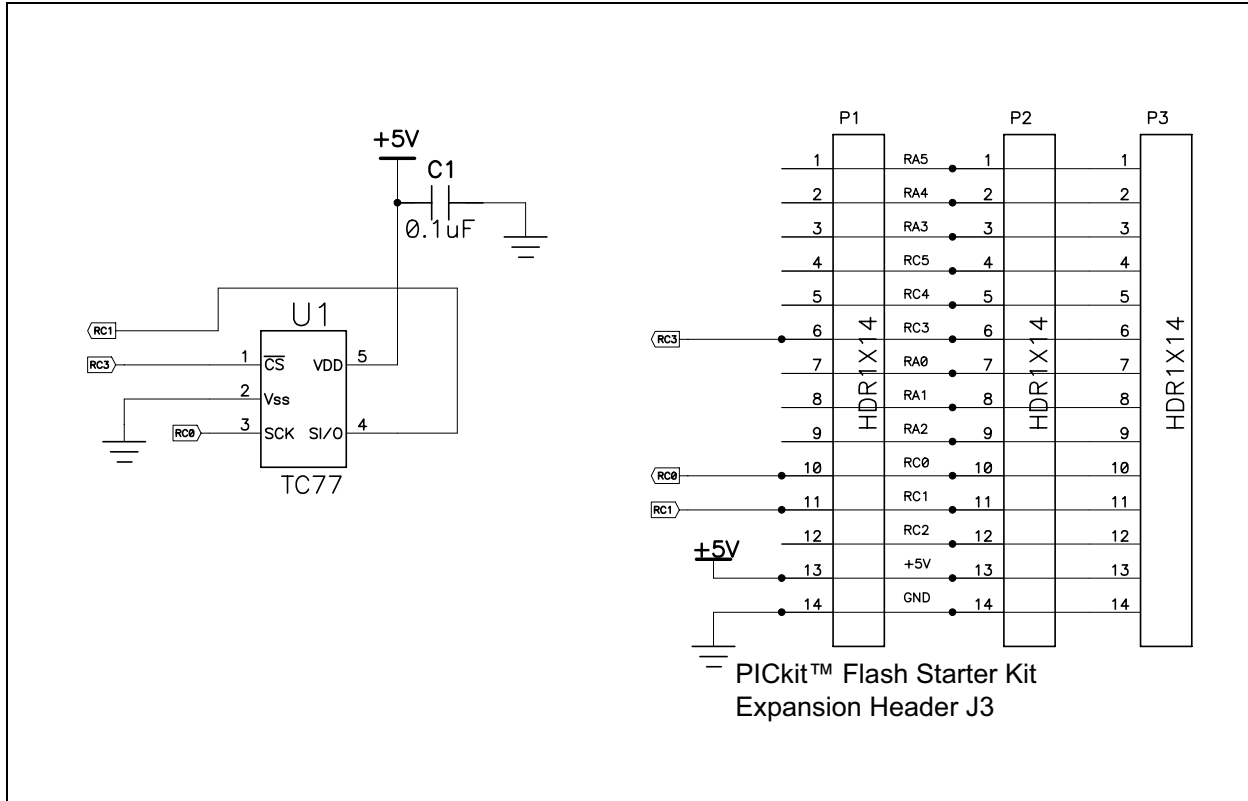 +5V
C1
0.1uF
RC1
U1
RC3
1
CS
VDD
5
2
Vss
RC0
3
SCK
SI/O
4
TC77
P1
P2
P3
1 RA5 1 1
2 RA4 2 2
3 RA3 3 3
4 RC5 4 4
5 RC4 5 5
RC3 6 RC3 6 6
7 RA0 7 7
8 RA1 8 8
9 RA2 9 9
RC0 10 RC0 10 10
RC1 11 RC1 11 11
12 RC2 12 12
+5V
13 +5V 13 13
14 GND 14 14
HDR1X14
HDR1X14
HDR1X14
PICkit™ Flash Starter Kit
Expansion Header J3